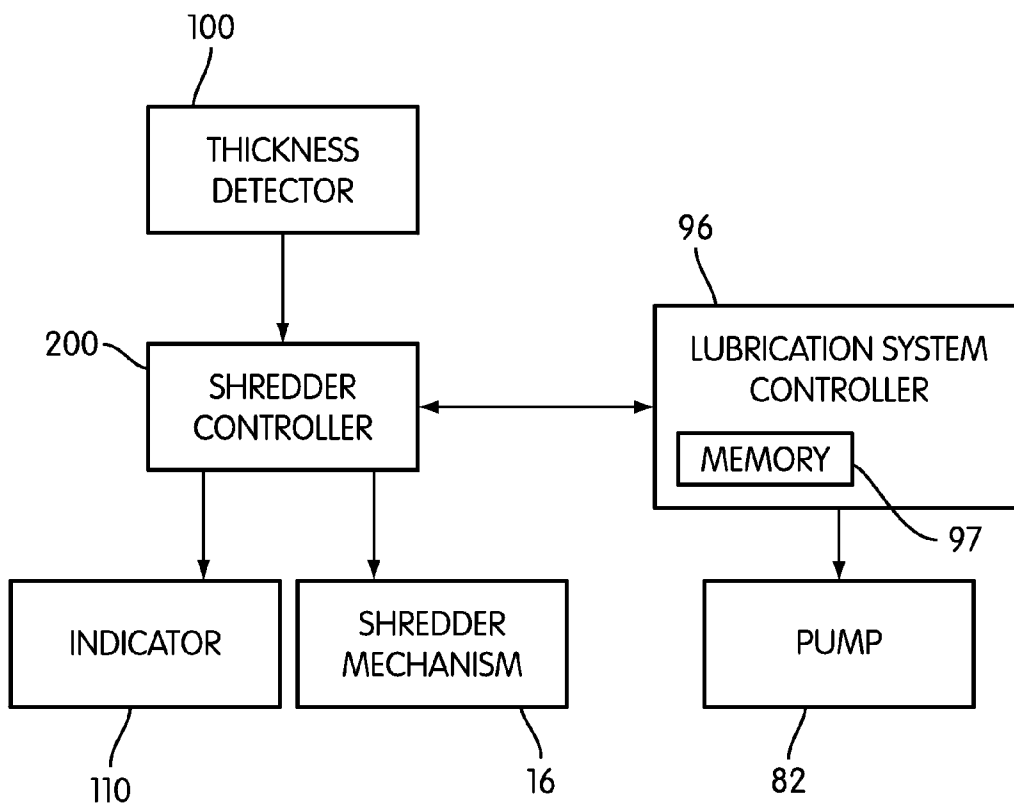 100
THICKNESS
DETECTOR
96
200
SHREDDER
CONTROLLER
LUBRICATION SYSTEM
CONTROLLER
MEMORY
97
INDICATOR
SHREDDER
MECHANISM
PUMP
110
16
82